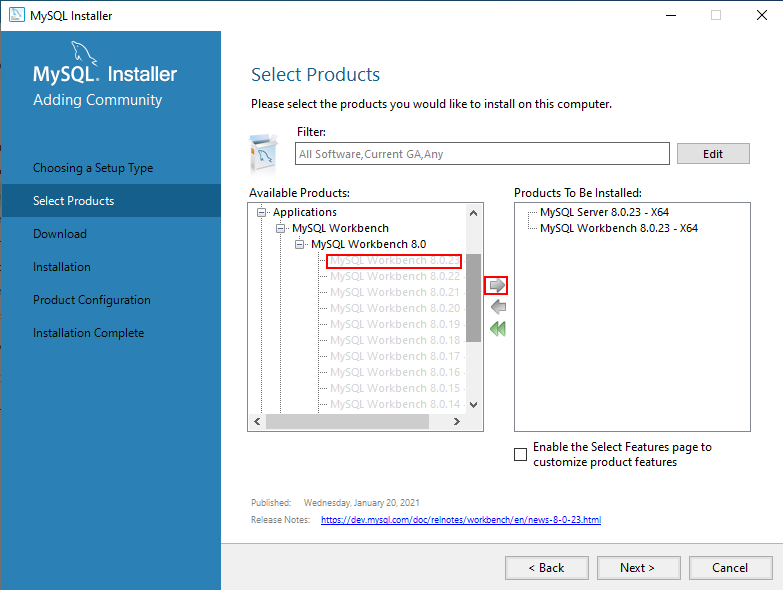 MySQL Installer
MySQL. Installer
Adding Community
Choosing a Setup Type
Select Products
Download
Installation
Product Configuration
Installation Complete
Select Products
Please select the products you would like to install on this computer.
Filter:
All Software,Current GA,Any
Edit
Available Products:
Applications
MySQL Workbench
MySQL Workbench 8.0
MySQL Workbench 8.0.23
MySQL Workbench 8.0.22
MySQL Workbench 8.0.21
MySQL Workbench 8.0.20
MySQL Workbench 8.0.19
MySQL Workbench 8.0.18
MySQL Workbench 8.0.17
MySQL Workbench 8.0.16
MySQL Workbench 8.0.15
MySQL Workbench 8.0.14
Products To Be Installed:
MySQL Server 8.0.23 - X64
MySQL Workbench 8.0.23 - X64
Enable the Select Features page to
customize product features
Published: Wednesday, January 20, 2021
Release Notes: https://dev.mysql.com/doc/relnotes/workbench/en/news-8-0-23.html
< Back
Next >
Cancel